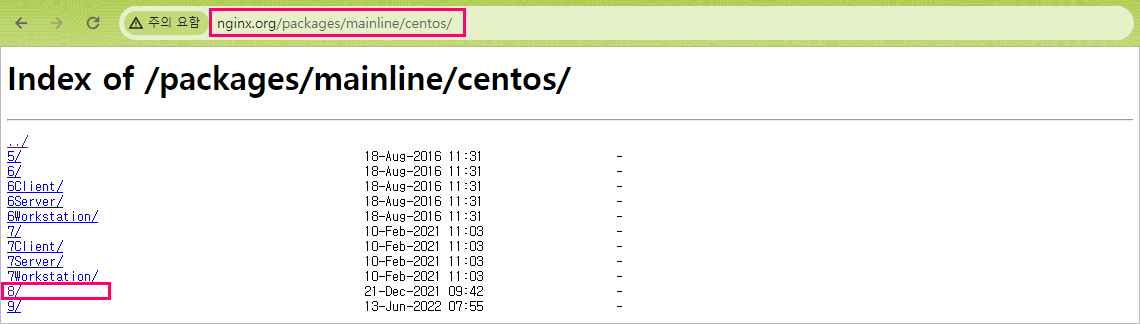 주의 요함 nginx.org/packages/mainline/centos/
Index of /packages/mainline/centos/
../
5/ 18-Aug-2016 11:31 -
6/ 18-Aug-2016 11:31 -
6Client/ 18-Aug-2016 11:31 -
6Server/ 18-Aug-2016 11:31 -
6Workstation/ 18-Aug-2016 11:31 -
7/ 10-Feb-2021 11:03 -
7Client/ 10-Feb-2021 11:03 -
7Server/ 10-Feb-2021 11:03 -
7Workstation/ 10-Feb-2021 11:03 -
8/ 21-Dec-2021 09:42 -
9/ 13-Jun-2022 07:55 -